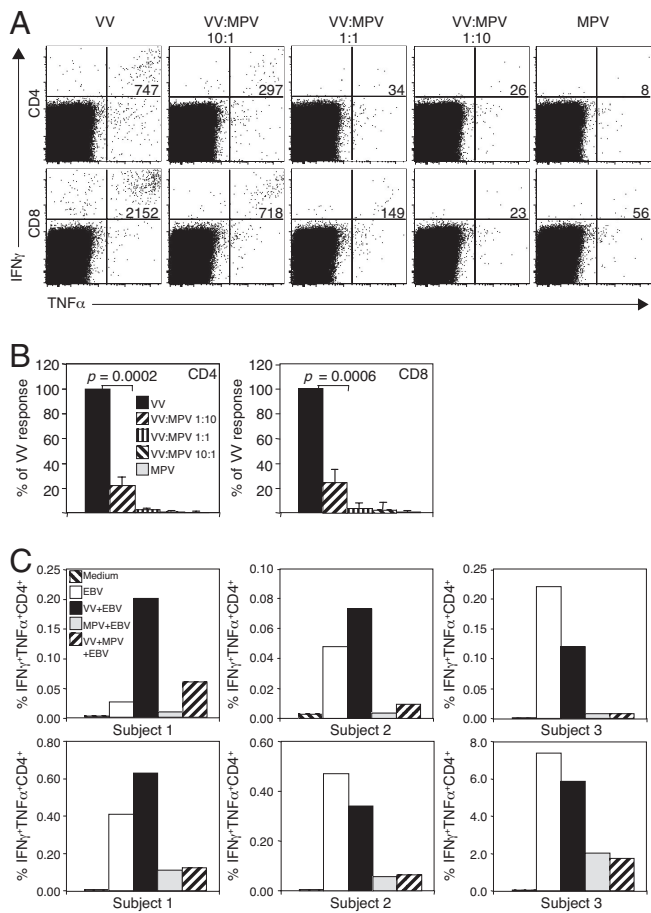 A
VV
VV:MPV
10:1
VV:MPV
1:1
VV:MPV
1:10
MPV
CD4
747
297
34
26
8
CD8
2152
718
149
23
56
IFNγ
TNFα
B
% of VV response
120
100
80
60
40
20
p = 0.0002
CD4
VV
VV:MPV 1:10
VV:MPV 1:1
VV:MPV 10:1
MPV
% of VV response
120
100
80
60
40
20
p = 0.0006
CD8
C
% IFNγ⁺TNFα⁺CD4⁺
0.25
0.20
0.15
0.10
0.05
0.00
Medium
EBV
VV+EBV
MPV+EBV
VV+MPV
+EBV
Subject 1
% IFNγ⁺TNFα⁺CD4⁺
0.10
0.08
0.06
0.04
0.02
0.00
Subject 2
% IFNγ⁺TNFα⁺CD4⁺
0.25
0.20
0.15
0.10
0.05
0.00
Subject 3
% IFNγ⁺TNFα⁺CD4⁺
0.80
0.60
0.40
0.20
0.00
Subject 1
% IFNγ⁺TNFα⁺CD4⁺
0.60
0.40
0.20
0.00
Subject 2
% IFNγ⁺TNFα⁺CD4⁺
8.0
6.0
4.0
2.0
0.00
Subject 3